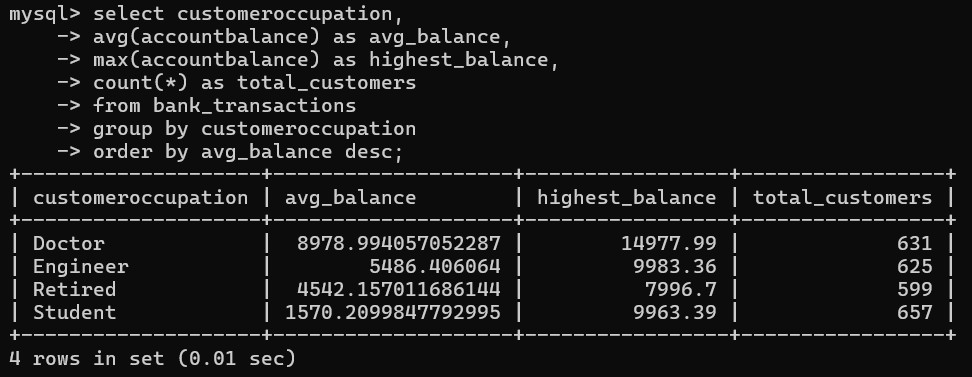 mysql> select customeroccupation,
    -> avg(accountbalance) as avg_balance,
    -> max(accountbalance) as highest_balance,
    -> count(*) as total_customers
    -> from bank_transactions
    -> group by customeroccupation
    -> order by avg_balance desc;
+--------------------+--------------------+-----------------+-----------------+
| customeroccupation | avg_balance        | highest_balance | total_customers |
+--------------------+--------------------+-----------------+-----------------+
| Doctor             |  8978.994057052287 |        14977.99 |             631 |
| Engineer           |        5486.406064 |         9983.36 |             625 |
| Retired            |  4542.157011686144 |          7996.7 |             599 |
| Student            | 1570.2099847792995 |         9963.39 |             657 |
+--------------------+--------------------+-----------------+-----------------+
4 rows in set (0.01 sec)